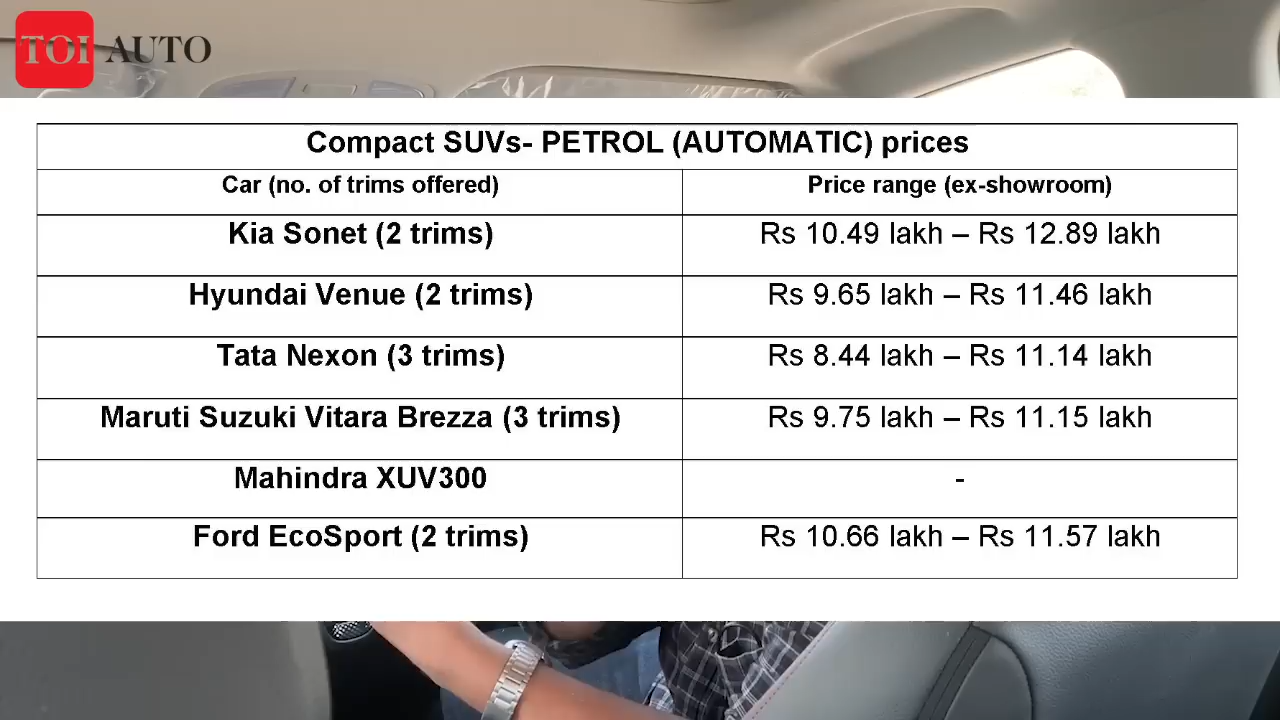 TOI AUTO
Compact SUVs- PETROL (AUTOMATIC) prices
Car (no. of trims offered) Price range (ex-showroom)
Kia Sonet (2 trims) Rs 10.49 lakh – Rs 12.89 lakh
Hyundai Venue (2 trims) Rs 9.65 lakh – Rs 11.46 lakh
Tata Nexon (3 trims) Rs 8.44 lakh – Rs 11.14 lakh
Maruti Suzuki Vitara Brezza (3 trims) Rs 9.75 lakh – Rs 11.15 lakh
Mahindra XUV300 -
Ford EcoSport (2 trims) Rs 10.66 lakh – Rs 11.57 lakh